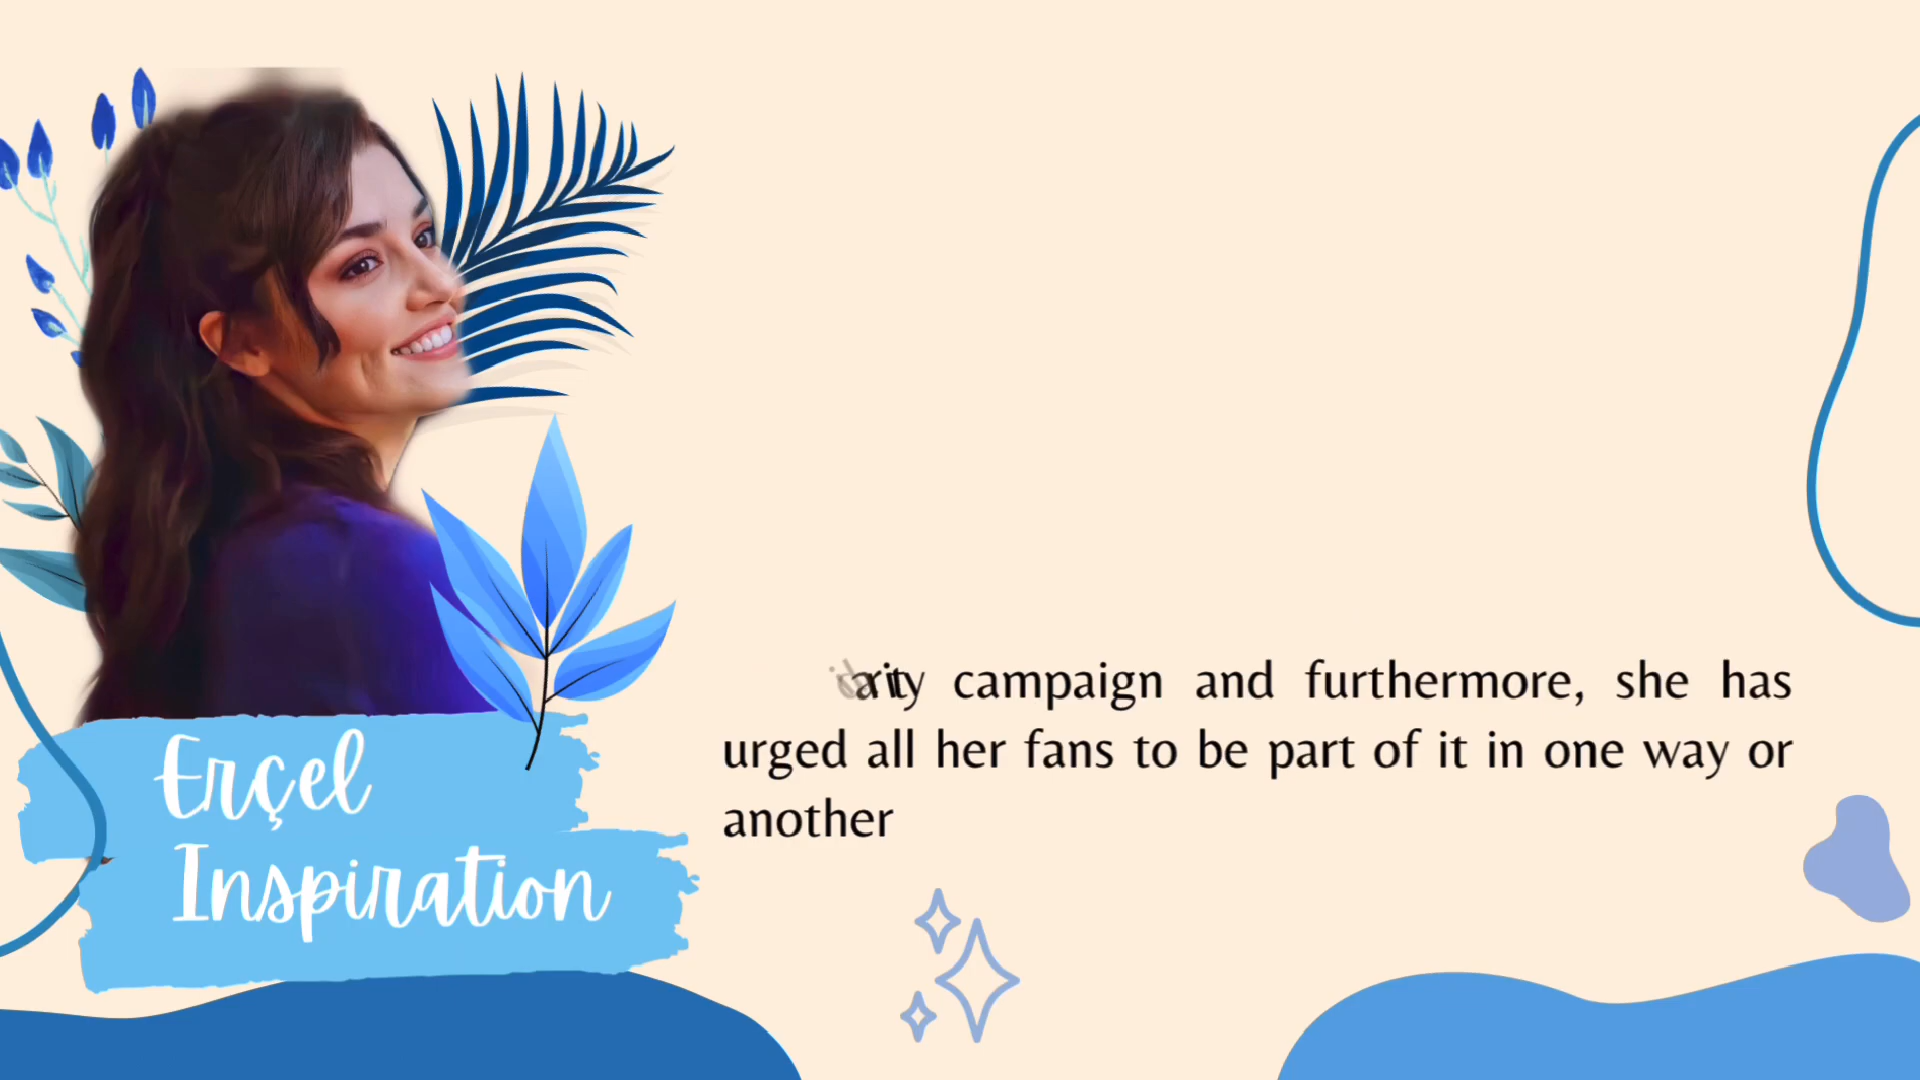 Erçel
Inspiration
campaign and furthermore, she has
urged all her fans to be part of it in one way or
another